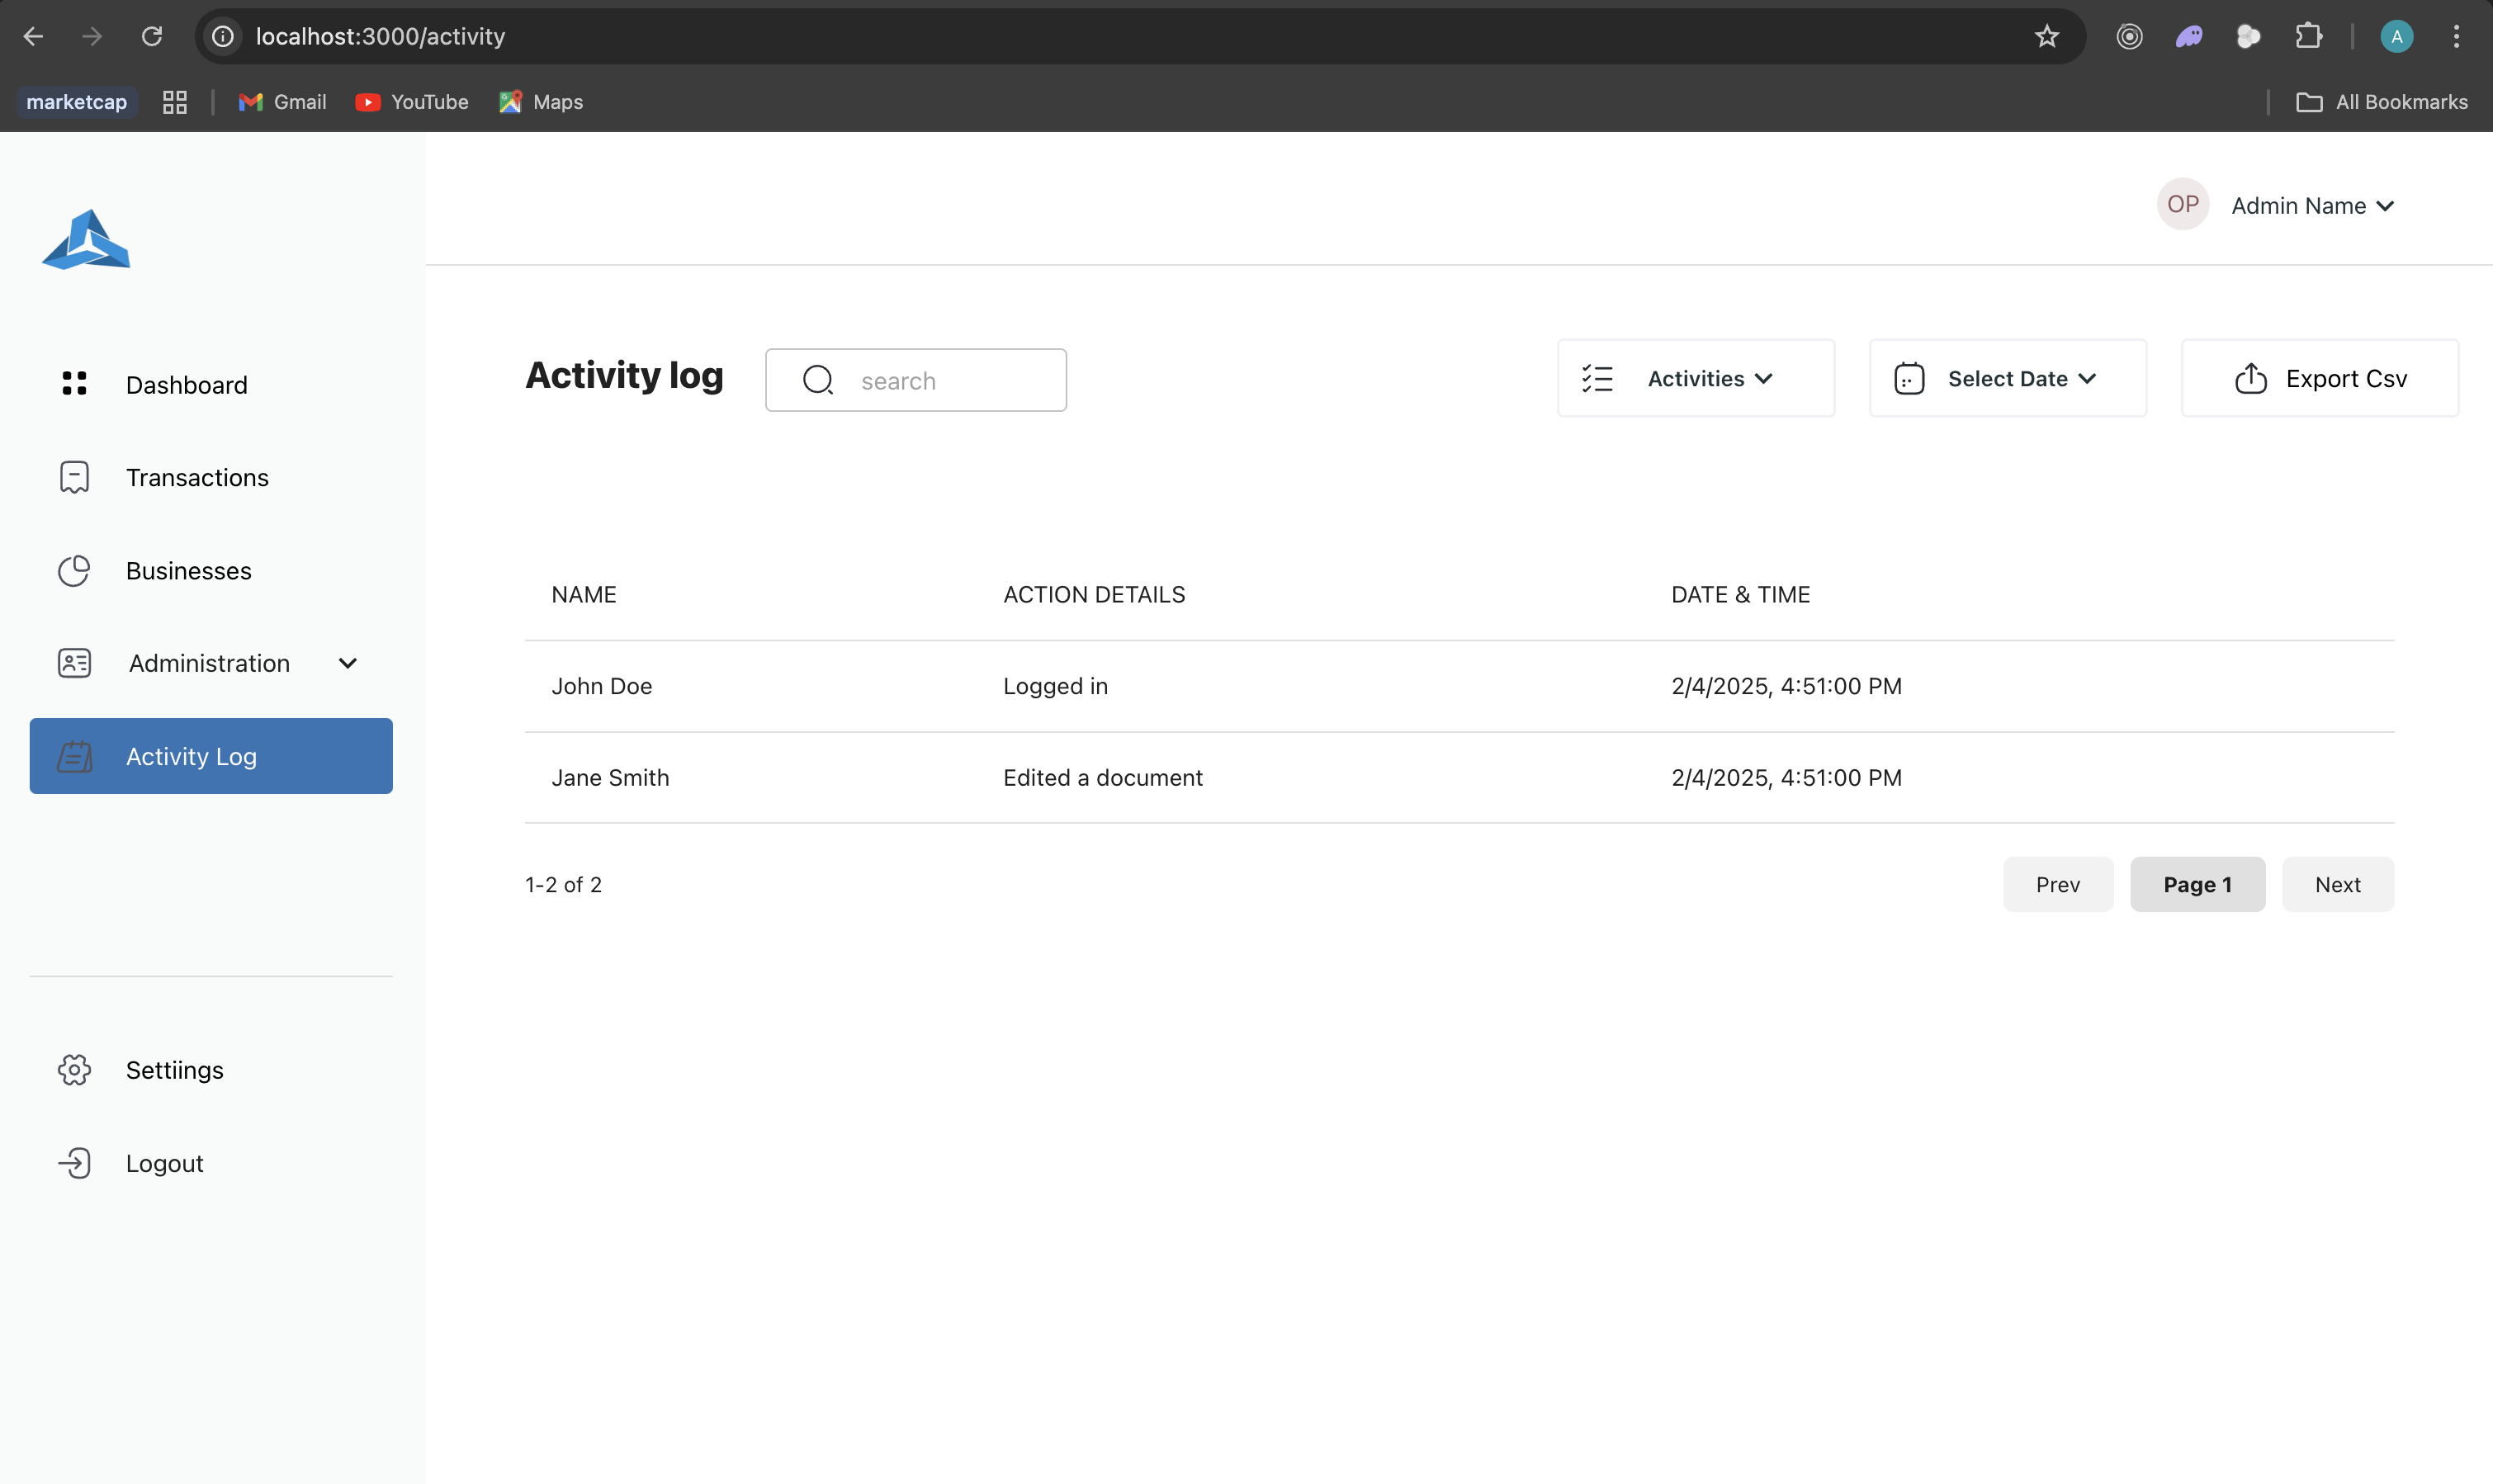 localhost:3000/activity
A
marketcap
Gmail
YouTube
Maps
All Bookmarks
OP
Admin Name
Dashboard
Transactions
Businesses
Administration
Activity Log
Settiings
Logout
Activity log
search
Activities
Select Date
Export Csv
NAME ACTION DETAILS DATE & TIME
John Doe Logged in 2/4/2025, 4:51:00 PM
Jane Smith Edited a document 2/4/2025, 4:51:00 PM
1-2 of 2
Prev
Page 1
Next